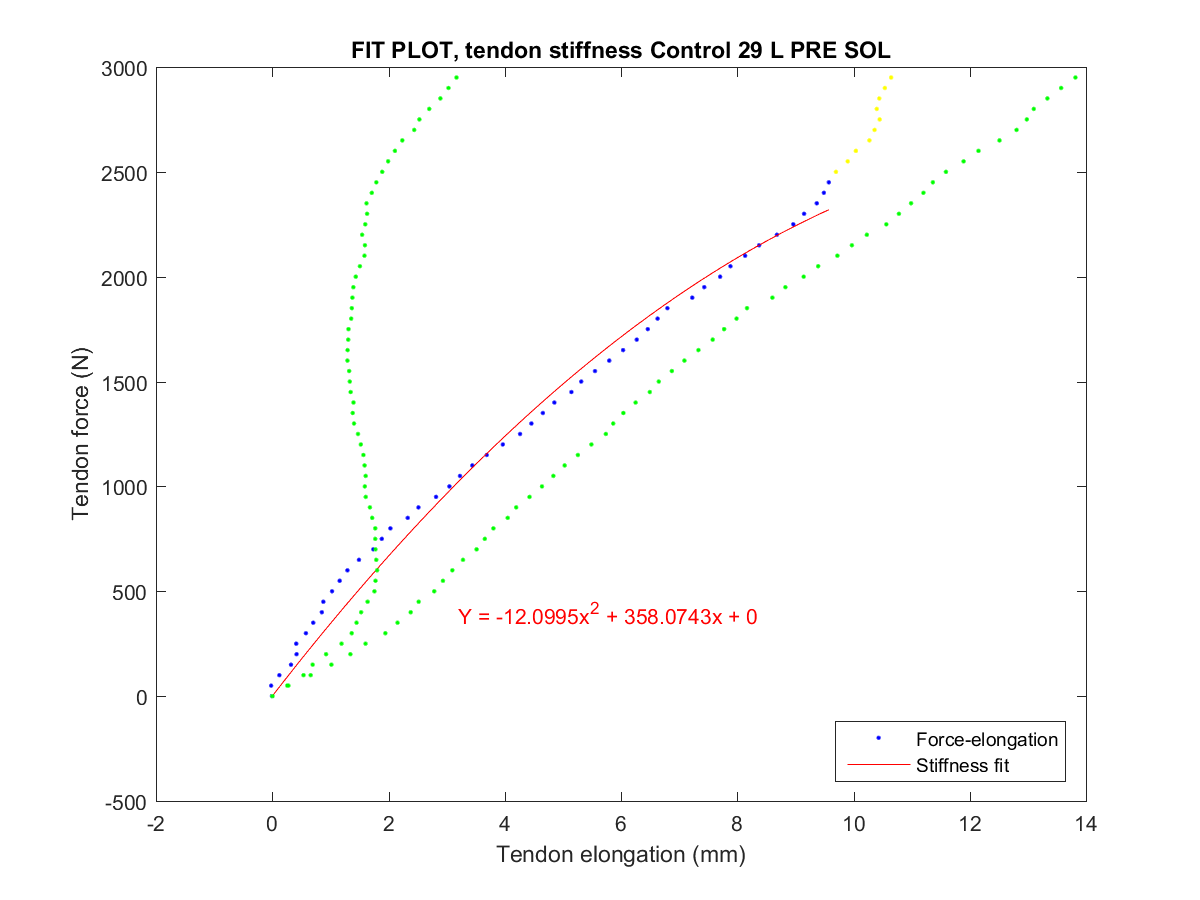 FIT PLOT, tendon stiffness Control 29 L PRE SOL
3000
2500
2000
1500
1000
500
0
-500
Tendon force (N)
Y = -12.0995x^2 + 358.0743x + 0
Force-elongation
Stiffness fit
-2 0 2 4 6 8 10 12 14
Tendon elongation (mm)